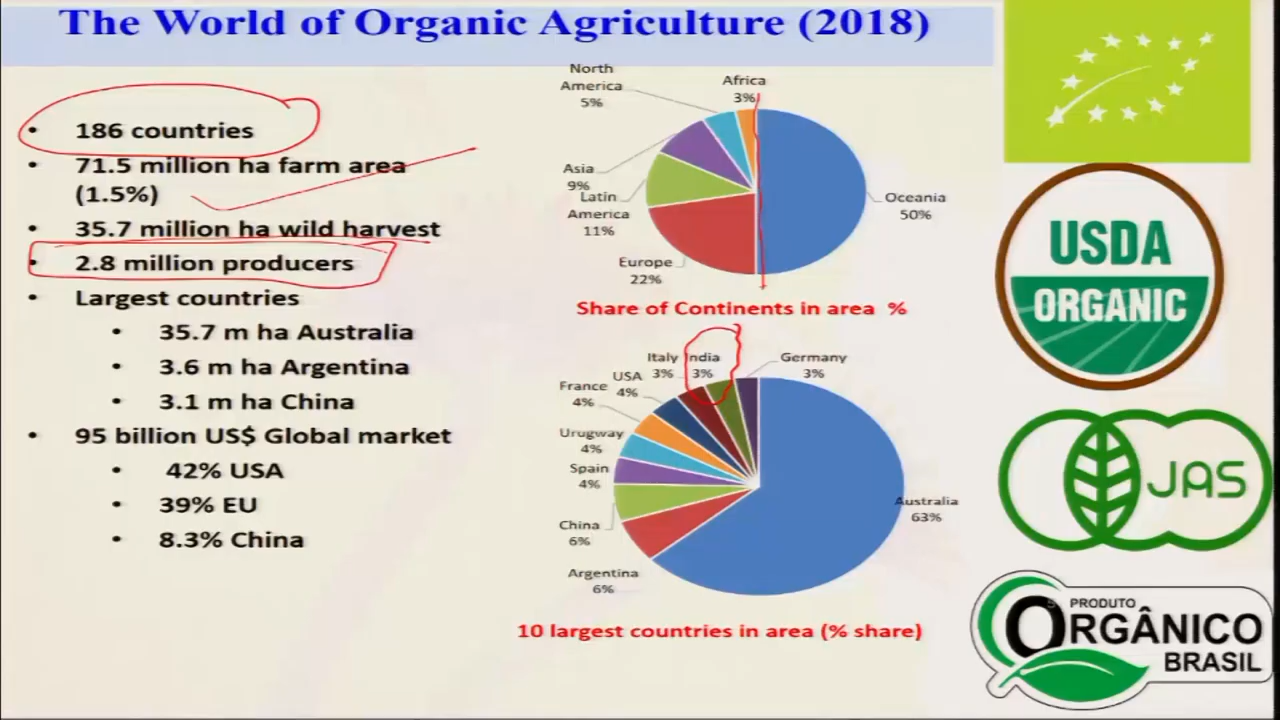 The World of Organic Agriculture (2018)
• 186 countries
• 71.5 million ha farm area
(1.5%)
• 35.7 million ha wild harvest
• 2.8 million producers
• Largest countries
• 35.7 m ha Australia
• 3.6 m ha Argentina
• 3.1 m ha China
• 95 billion US$ Global market
• 42% USA
• 39% EU
• 8.3% China
North
America
5%
Africa
3%
Asia
9%
Latin
America
11%
Oceania
50%
Europe
22%
Share of Continents in area %
Italy
3%
India
3%
Germany
3%
USA
4%
France
4%
Urugway
4%
Spain
4%
China
6%
Argentina
6%
Australia
63%
10 largest countries in area (% share)
USDA
ORGANIC
JAS
PRODUTO
ORGÂNICO
BRASIL